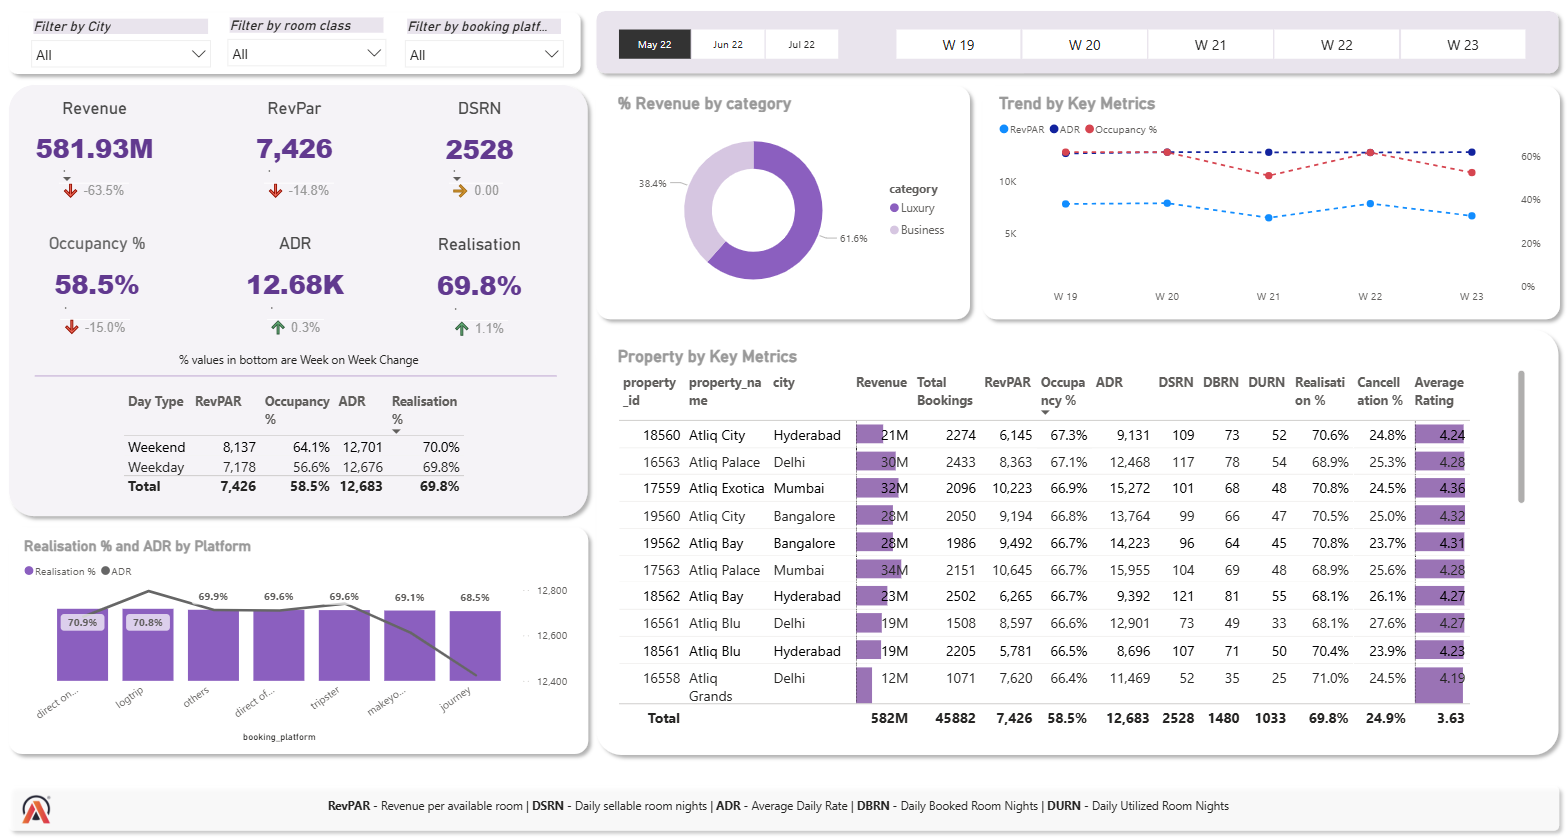 Filter by City
All
Filter by room class
All
Filter by booking platf...
All
May 22
Jun 22
Jul 22
W 19
W 20
W 21
W 22
W 23
Revenue
581.93M
-63.5%
RevPar
7,426
-14.8%
DSRN
2528
0.00
Occupancy %
58.5%
-15.0%
ADR
12.68K
0.3%
Realisation
69.8%
1.1%
% values in bottom are Week on Week Change
Day Type RevPAR Occupancy % ADR Realisation %
Weekend 8,137 64.1% 12,701 70.0%
Weekday 7,178 56.6% 12,676 69.8%
Total 7,426 58.5% 12,683 69.8%
% Revenue by category
38.4%
61.6%
category
Luxury
Business
Trend by Key Metrics
RevPAR ADR Occupancy %
10K
5K
60%
40%
20%
0%
W 19 W 20 W 21 W 22 W 23
Realisation % and ADR by Platform
Realisation % ADR
70.9% 70.8% 69.9% 69.6% 69.6% 69.1% 68.5%
12,800
12,600
12,400
direct on... logtrip others direct of... tripster makeyo... journey
booking_platform
Property by Key Metrics
property_id property_name city Revenue Total Bookings RevPAR Occupancy % ADR DSRN DBRN DURN Realisation % Cancellation % Average Rating
18560 Atliq City Hyderabad 21M 2274 6,145 67.3% 9,131 109 73 52 70.6% 24.8% 4.24
16563 Atliq Palace Delhi 30M 2433 8,363 67.1% 12,468 117 78 54 68.9% 25.3% 4.28
17559 Atliq Exotica Mumbai 32M 2096 10,223 66.9% 15,272 101 68 48 70.8% 24.5% 4.36
19560 Atliq City Bangalore 28M 2050 9,194 66.8% 13,764 99 66 47 70.5% 25.0% 4.32
19562 Atliq Bay Bangalore 28M 1986 9,492 66.7% 14,223 96 64 45 70.8% 23.7% 4.31
17563 Atliq Palace Mumbai 34M 2151 10,645 66.7% 15,955 104 69 48 68.9% 25.6% 4.28
18562 Atliq Bay Hyderabad 23M 2502 6,265 66.7% 9,392 121 81 55 68.1% 26.1% 4.27
16561 Atliq Blu Delhi 19M 1508 8,597 66.6% 12,901 73 49 33 68.1% 27.6% 4.27
18561 Atliq Blu Hyderabad 19M 2205 5,781 66.5% 8,696 107 71 50 70.4% 23.9% 4.23
16558 Atliq Grands Delhi 12M 1071 7,620 66.4% 11,469 52 35 25 71.0% 24.5% 4.19
Total 582M 45882 7,426 58.5% 12,683 2528 1480 1033 69.8% 24.9% 3.63
RevPAR - Revenue per available room | DSRN - Daily sellable room nights | ADR - Average Daily Rate | DBRN - Daily Booked Room Nights | DURN - Daily Utilized Room Nights